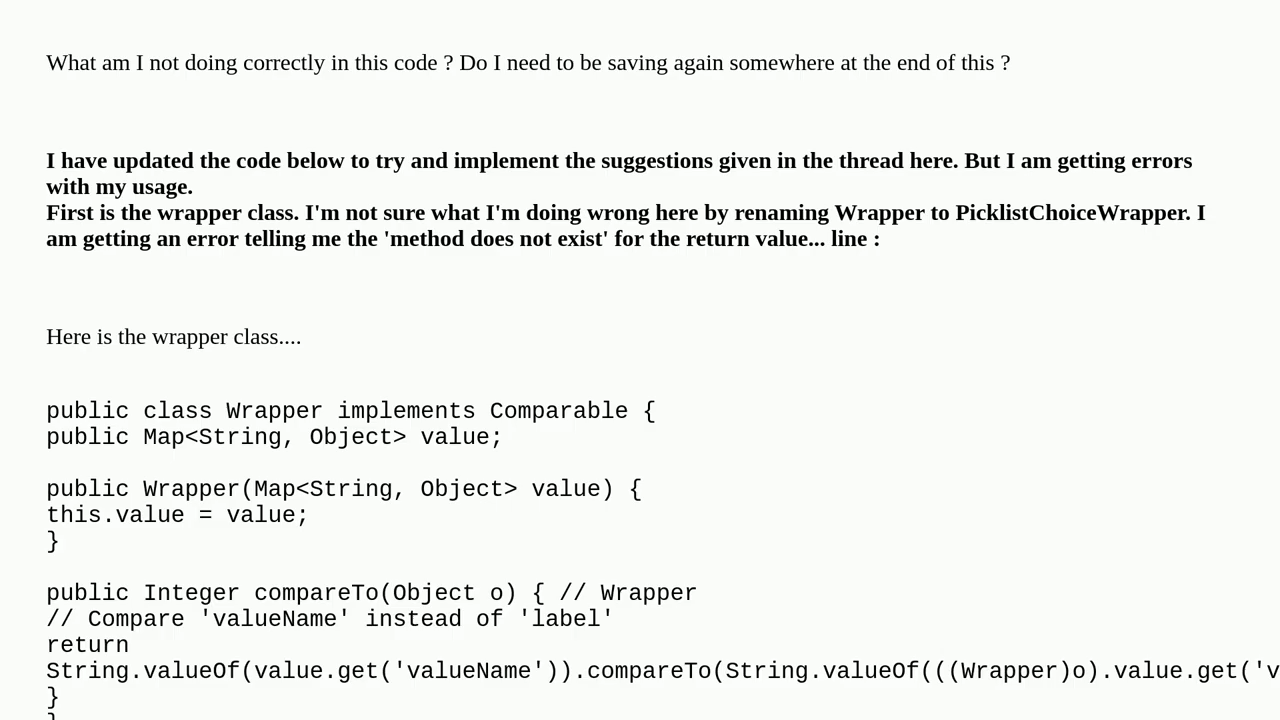 What am I not doing correctly in this code ? Do I need to be saving again somewhere at the end of this ?
I have updated the code below to try and implement the suggestions given in the thread here. But I am getting errors
with my usage.
First is the wrapper class. I'm not sure what I'm doing wrong here by renaming Wrapper to PicklistChoiceWrapper. I
am getting an error telling me the 'method does not exist' for the return value... line :
Here is the wrapper class....
public class Wrapper implements Comparable {
public Map<String, Object> value;
public Wrapper(Map<String, Object> value) {
this.value = value;
}
public Integer compareTo(Object o) { // Wrapper
// Compare 'valueName' instead of 'label'
return
String.valueOf(value.get('valueName')).compareTo(String.valueOf(((Wrapper)o).value.get('v
}
}